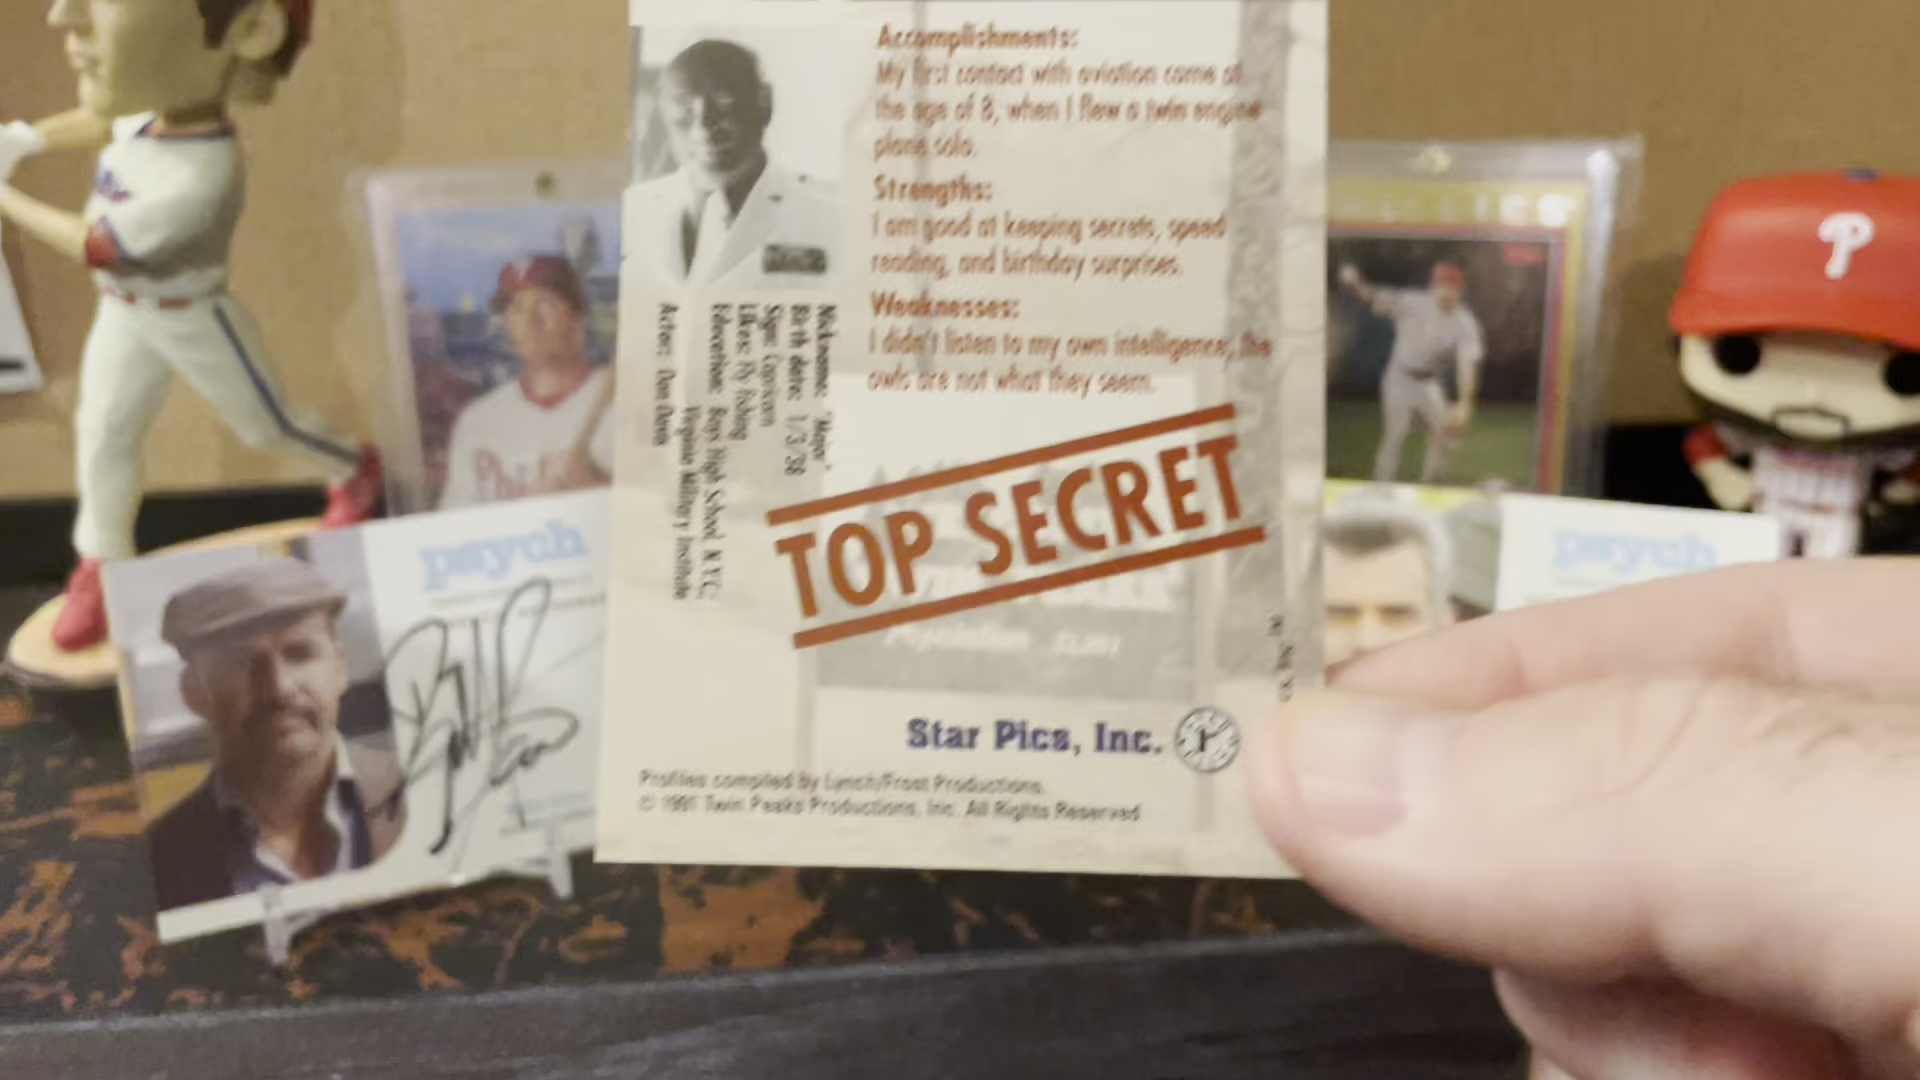 Accomplishments:
My first contact with aviation came at
the age of 8, when I flew a twin engine
plane solo.
Strengths:
I am good at keeping secrets, speed
reading, and birthday surprises.
Weaknesses:
I didn't listen to my own intelligence; the
owls are not what they seem.
Nickname: "Major"
Birth date: 1/3/38
Sign: Capricorn
Likes: Fly fishing
Education: Boys High School, N.Y.C.;
Virginia Military Institute
Actor: Don Davis
TOP SECRET
Population
Star Pics, Inc.
Profiles compiled by Lynch/Frost Productions.
© 1991 Twin Peaks Productions, Inc. All Rights Reserved
psych
psych
P